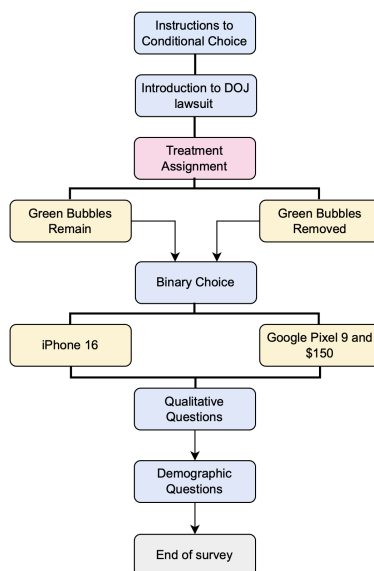 Instructions to
Conditional Choice
Introduction to DOJ
lawsuit
Treatment
Assignment
Green Bubbles
Remain
Green Bubbles
Removed
Binary Choice
iPhone 16
Google Pixel 9 and
$150
Qualitative
Questions
Demographic
Questions
End of survey